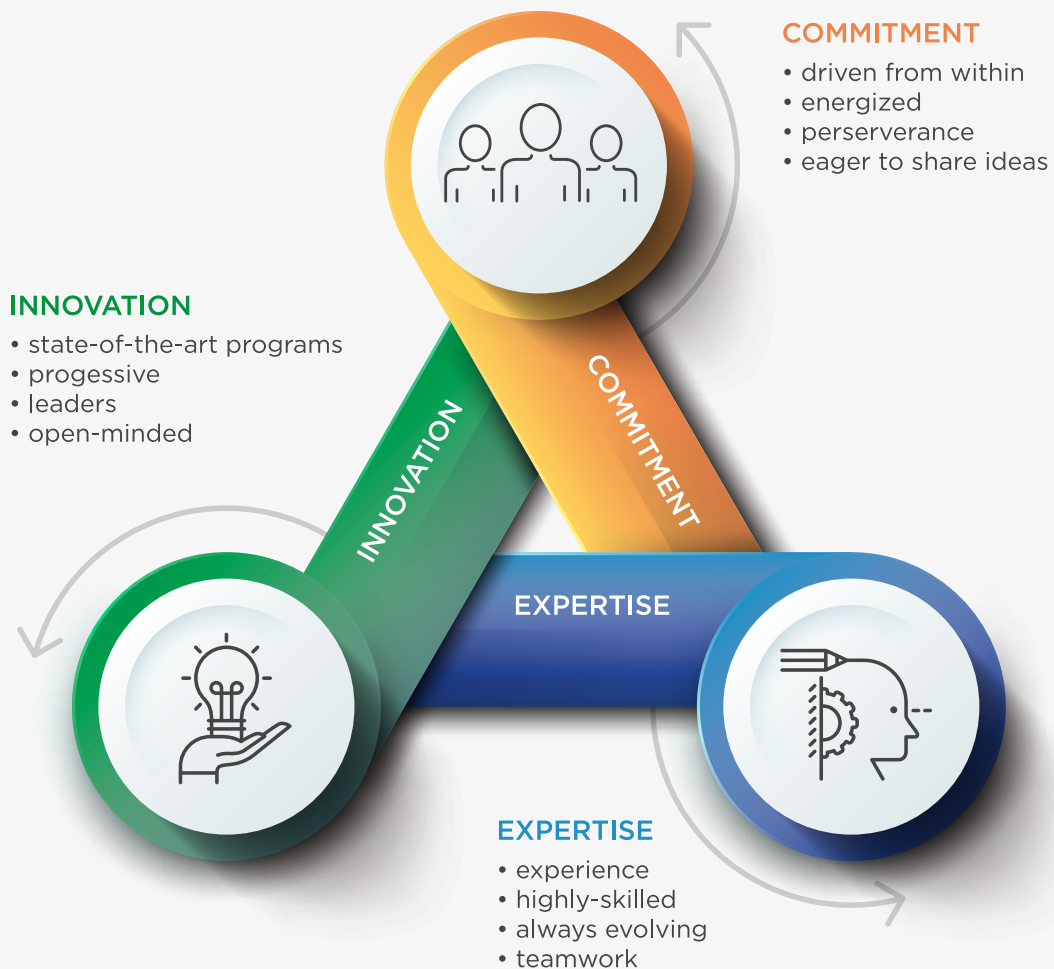 COMMITMENT
• driven from within
• energized
• perserverance
• eager to share ideas
INNOVATION
• state-of-the-art programs
• progessive
• leaders
• open-minded
INNOVATION
COMMITMENT
EXPERTISE
EXPERTISE
• experience
• highly-skilled
• always evolving
• teamwork